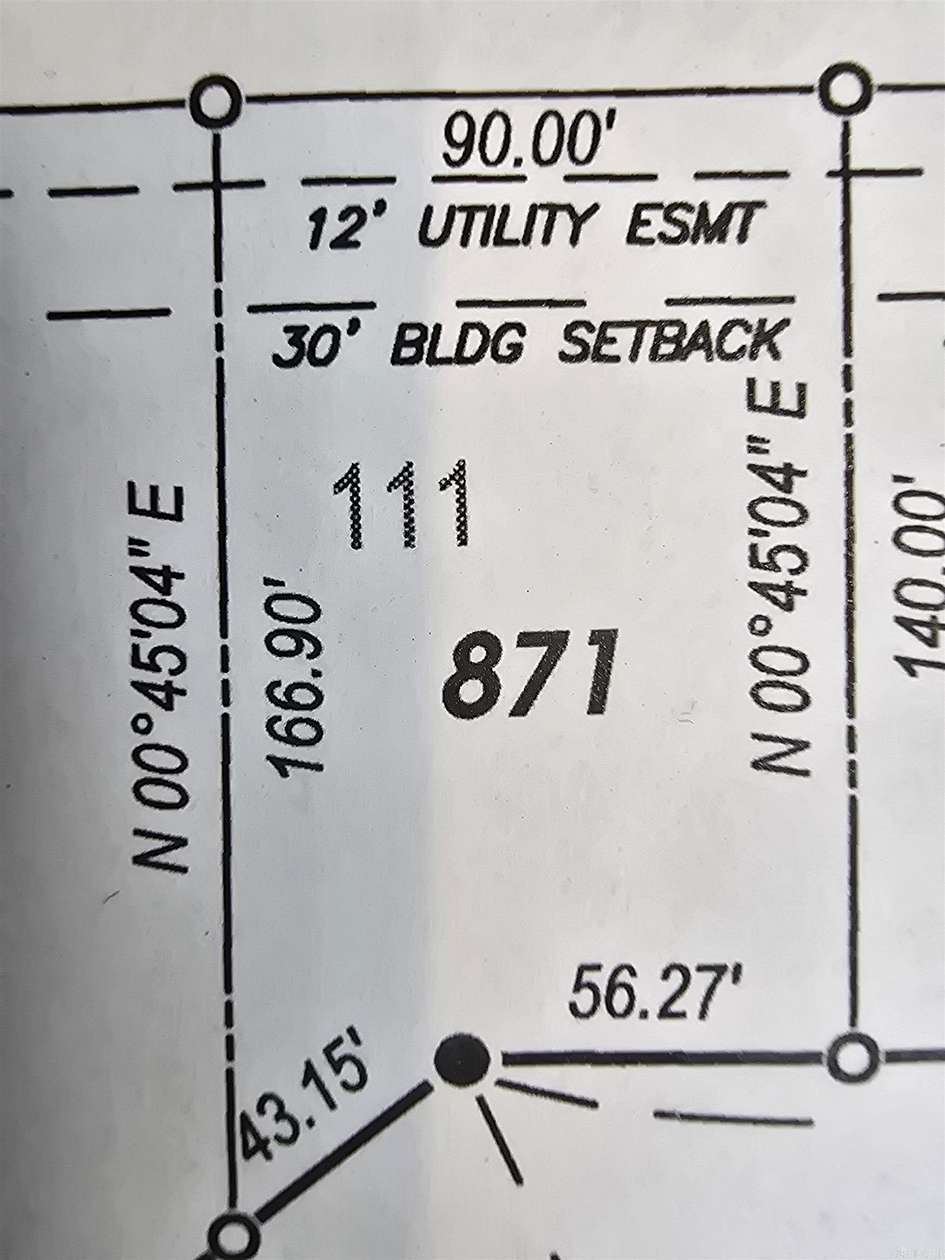 90.00'
12' UTILITY ESMT
30' BLDG SETBACK
111
871
N 00°45'04" E
166.90'
N 00°45'04" E
140.00'
56.27'
43.15'